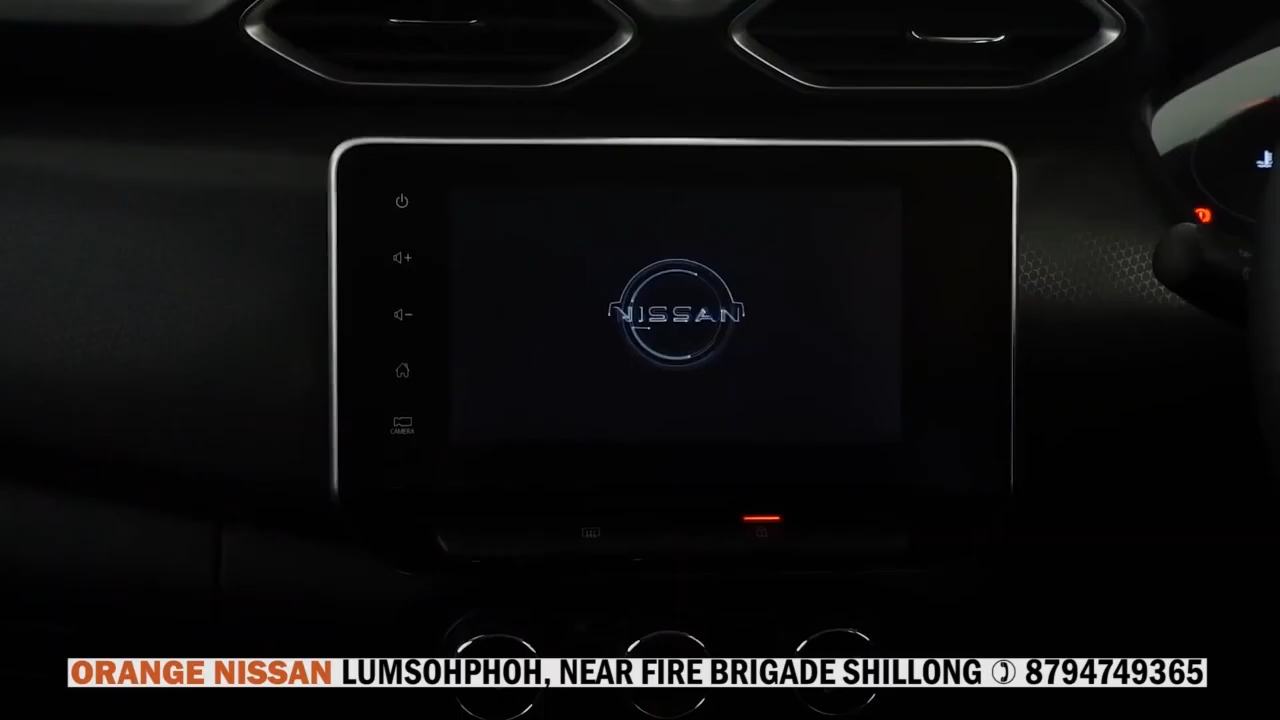 NISSAN
CAMERA
ORANGE NISSAN LUMSOHPHOH, NEAR FIRE BRIGADE SHILLONG ✆ 8794749365